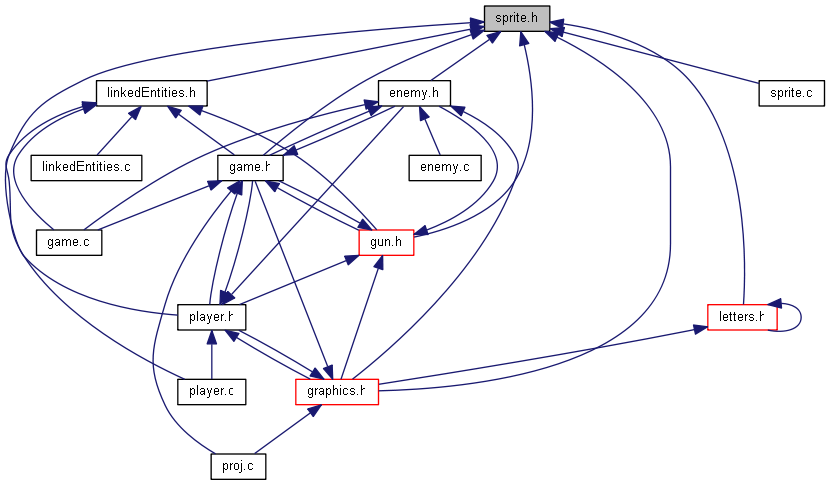 sprite.h
linkedEntities.h
enemy.h
sprite.c
linkedEntities.c
game.h
enemy.c
game.c
gun.h
player.h
letters.h
player.c
graphics.h
proj.c